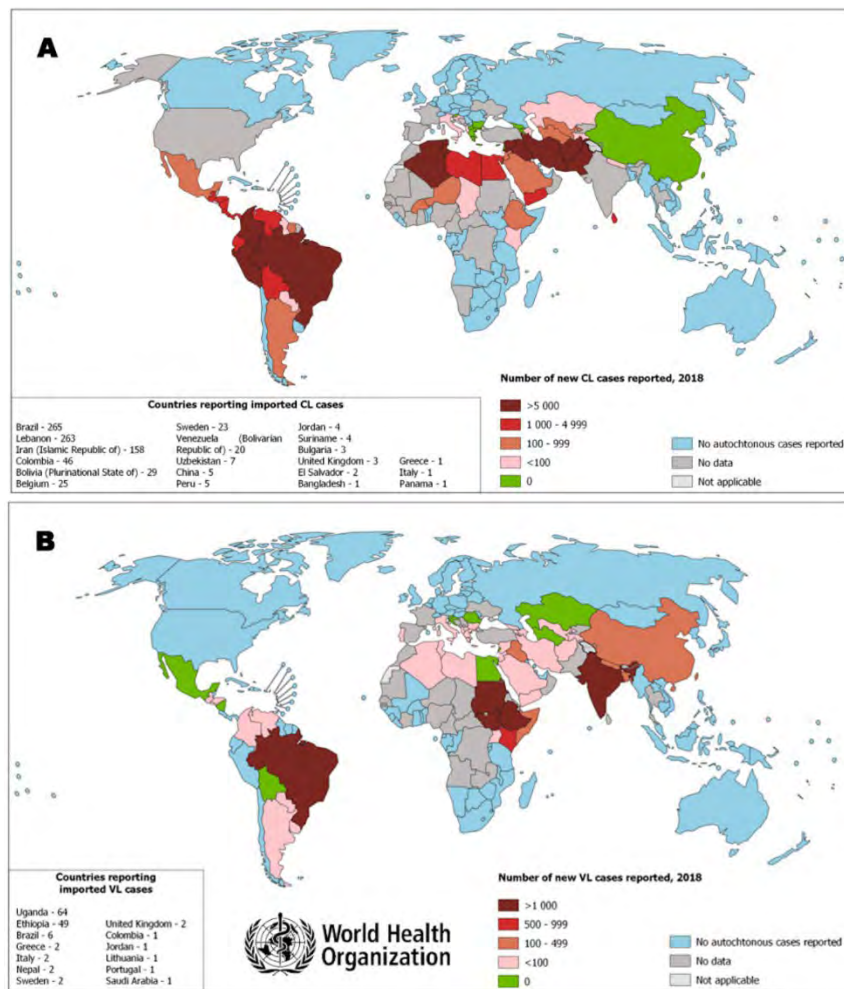 A
Number of new CL cases reported, 2018
>5 000
1 000 - 4 999
100 - 999
<100
0
No autochtonous cases reported
No data
Not applicable
Countries reporting imported CL cases
Brazil - 265
Lebanon - 263
Iran (Islamic Republic of) - 158
Colombia - 46
Bolivia (Plurinational State of) - 29
Belgium - 25
Sweden - 23
Venezuela (Bolivarian
Republic of) - 20
Uzbekistan - 7
China - 5
Peru - 5
Jordan - 4
Suriname - 4
Bulgaria - 3
United Kingdom - 3
El Salvador - 2
Bangladesh - 1
Greece - 1
Italy - 1
Panama - 1
B
Countries reporting
imported VL cases
Uganda - 64
Ethiopia - 49
Brazil - 6
Greece - 2
Italy - 2
Nepal - 2
Sweden - 2
United Kingdom - 2
Colombia - 1
Jordan - 1
Lithuania - 1
Portugal - 1
Saudi Arabia - 1
World Health
Organization
Number of new VL cases reported, 2018
>1 000
500 - 999
100 - 499
<100
0
No autochtonous cases reported
No data
Not applicable